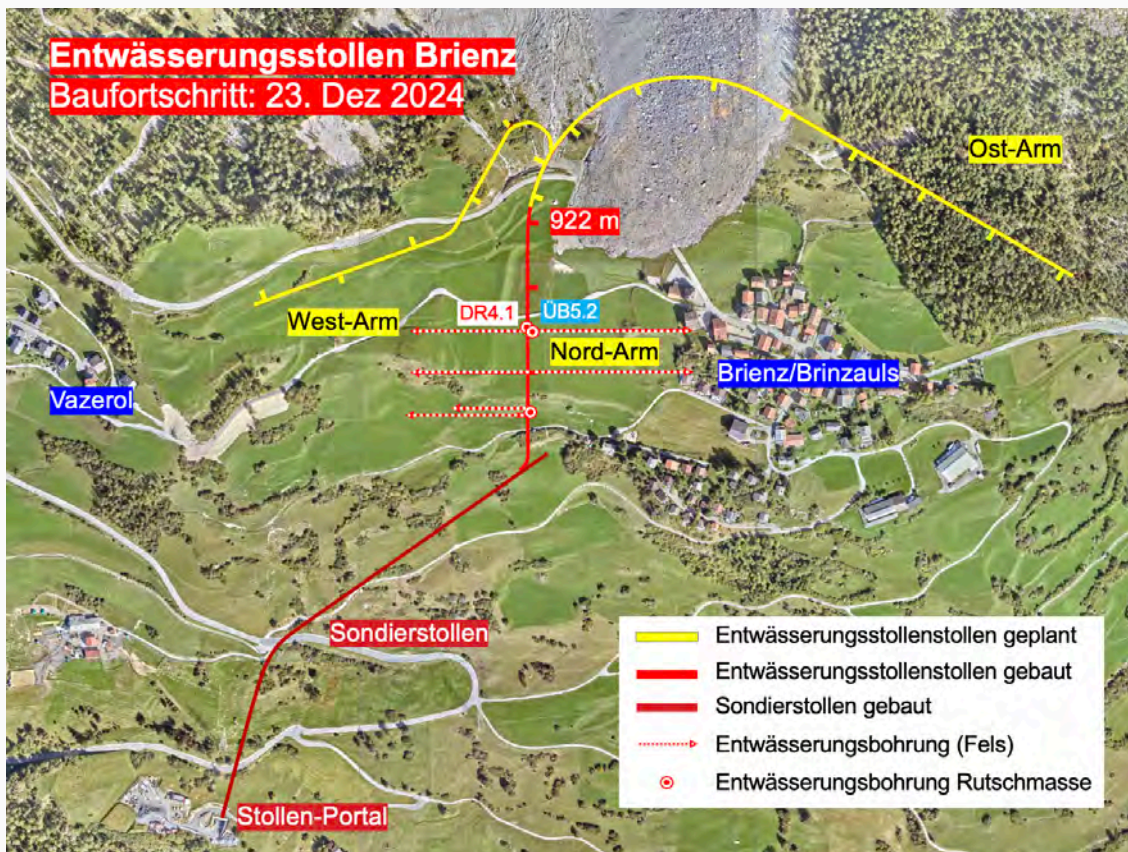 Entwässerungsstollen Brienz
Baufortschritt: 23. Dez 2024
Ost-Arm
922 m
DR4.1
ÜB5.2
West-Arm
Nord-Arm
Brienz/Brinzauls
Vazerol
Sondierstollen
Stollen-Portal
Entwässerungsstollenstollen geplant
Entwässerungsstollenstollen gebaut
Sondierstollen gebaut
Entwässerungsbohrung (Fels)
Entwässerungsbohrung Rutschmasse